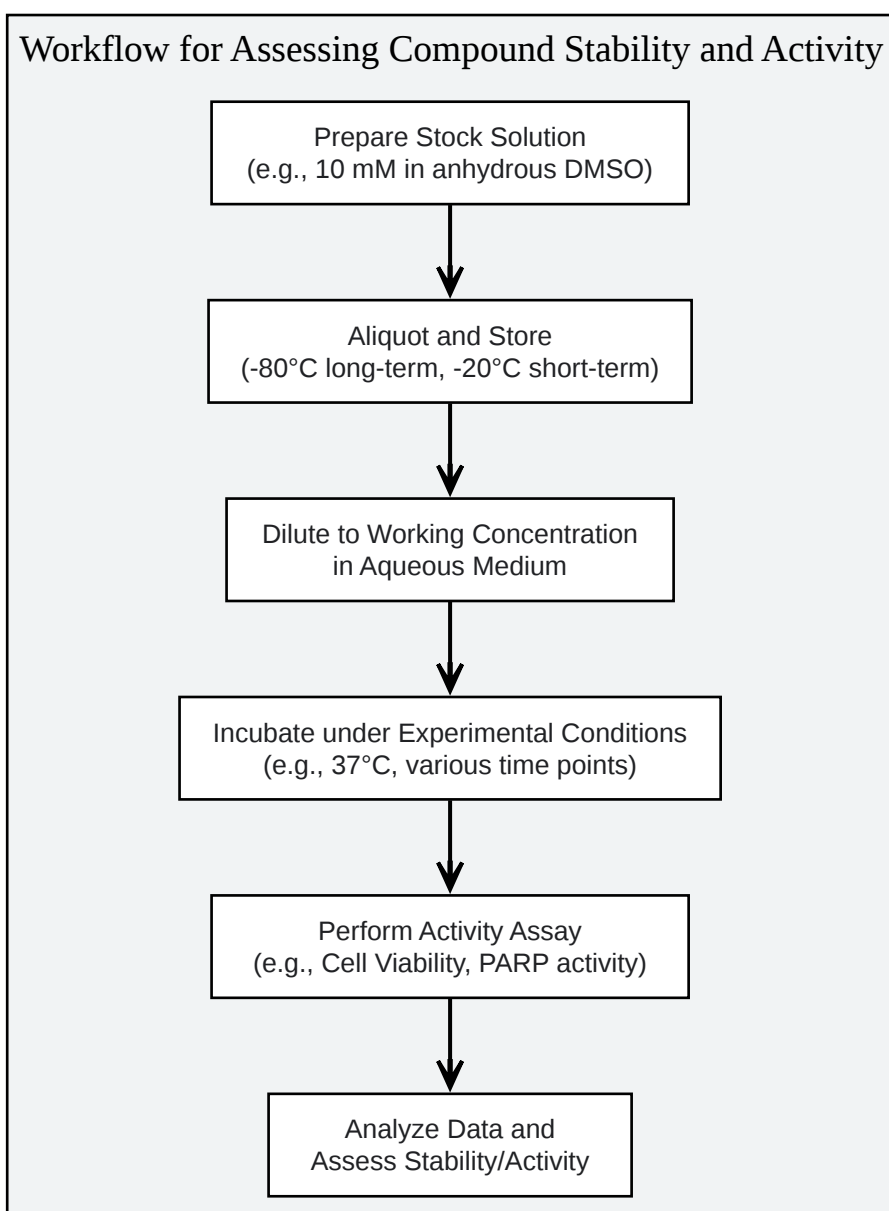 Workflow for Assessing Compound Stability and Activity
Prepare Stock Solution
(e.g., 10 mM in anhydrous DMSO)
Aliquot and Store
(-80°C long-term, -20°C short-term)
Dilute to Working Concentration
in Aqueous Medium
Incubate under Experimental Conditions
(e.g., 37°C, various time points)
Perform Activity Assay
(e.g., Cell Viability, PARP activity)
Analyze Data and
Assess Stability/Activity